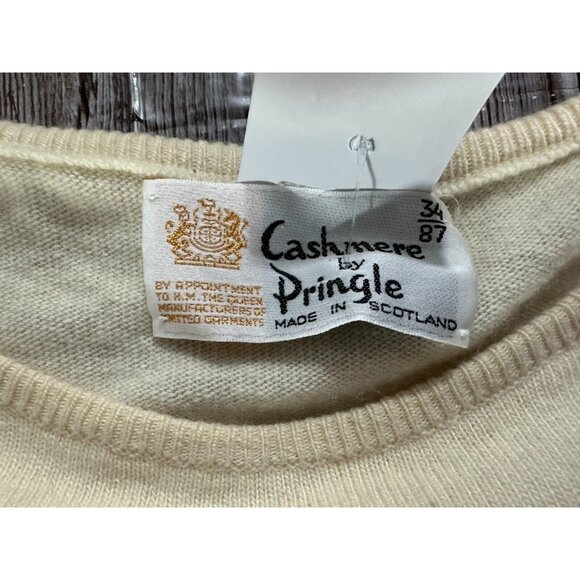 34
87
Cashmere
by
Pringle
MADE IN SCOTLAND
BY APPOINTMENT
TO H.M. THE QUEEN
MANUFACTURERS OF
KNITTED GARMENTS